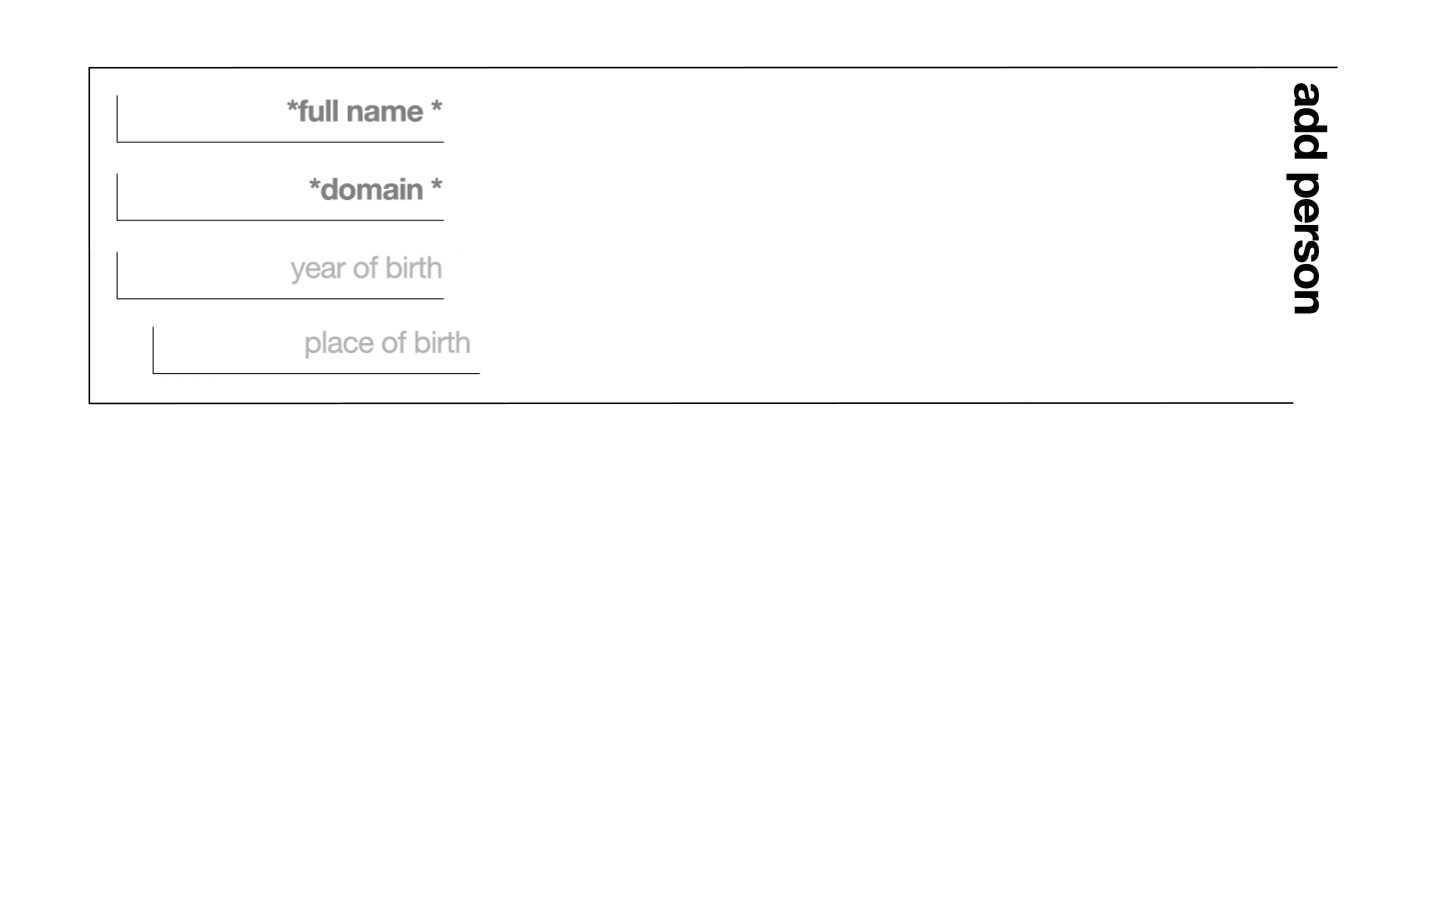 *full name *
*domain *
year of birth
place of birth
add person